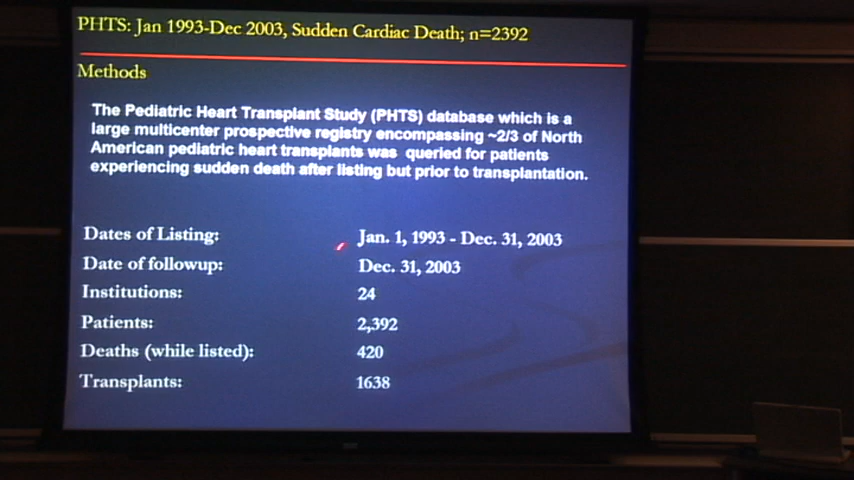 PHTS: Jan 1993-Dec 2003, Sudden Cardiac Death; n=2392
Methods
The Pediatric Heart Transplant Study (PHTS) database which is a
large multicenter prospective registry encompassing ~2/3 of North
American pediatric heart transplants was queried for patients
experiencing sudden death after listing but prior to transplantation.
Dates of Listing: Jan. 1, 1993 - Dec. 31, 2003
Date of followup: Dec. 31, 2003
Institutions: 24
Patients: 2,392
Deaths (while listed): 420
Transplants: 1638